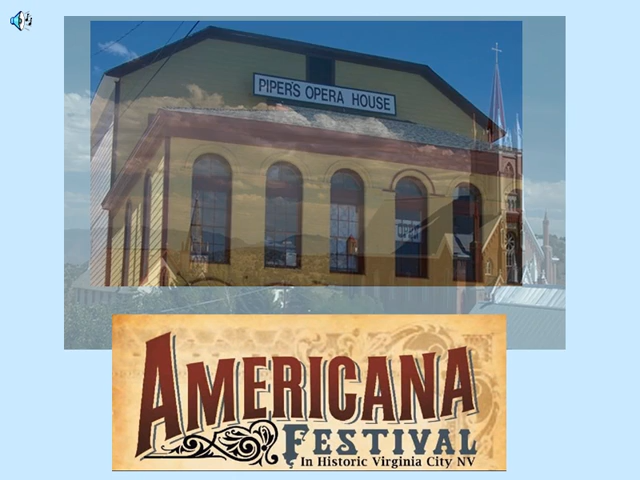 PIPER'S OPERA HOUSE
AMERICANA
FESTIVAL
In Historic Virginia City NV